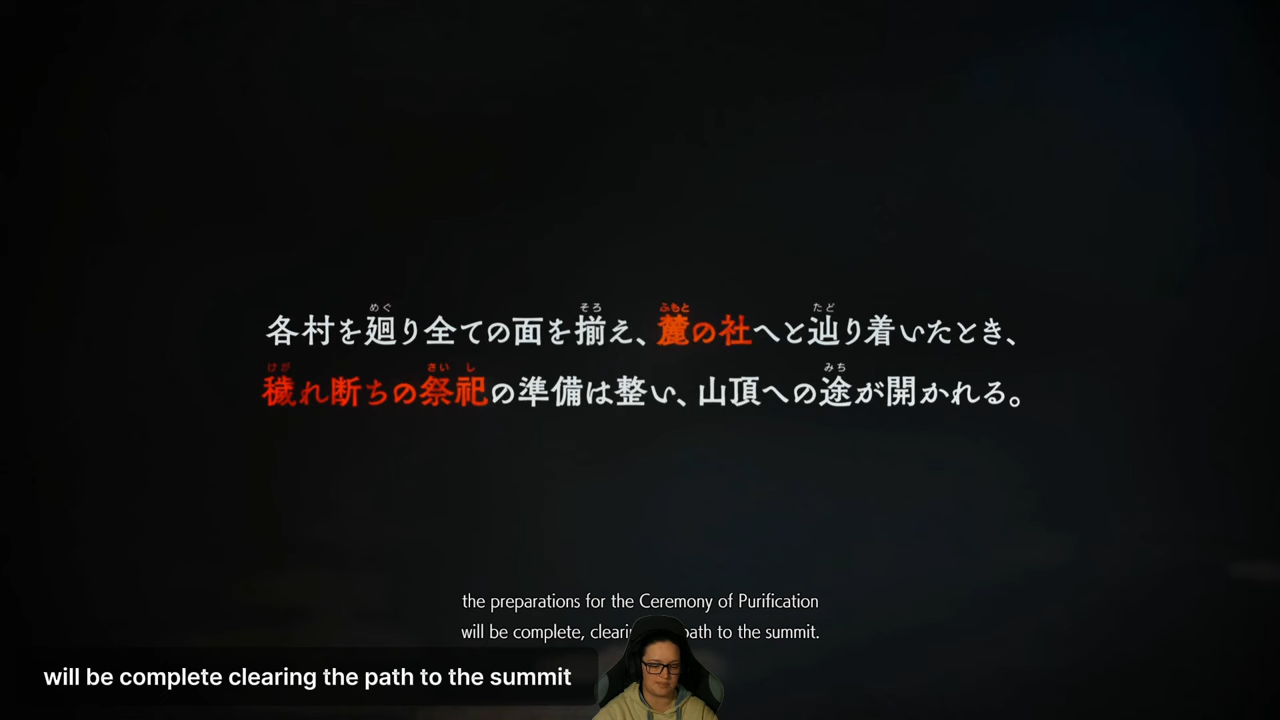 各村を廻り全ての面を揃え、麓の社へと辿り着いたとき、
穢れ断ちの祭祀の準備は整い、山頂への途が開かれる。
the preparations for the Ceremony of Purification
will be complete, cleari path to the summit.
will be complete clearing the path to the summit